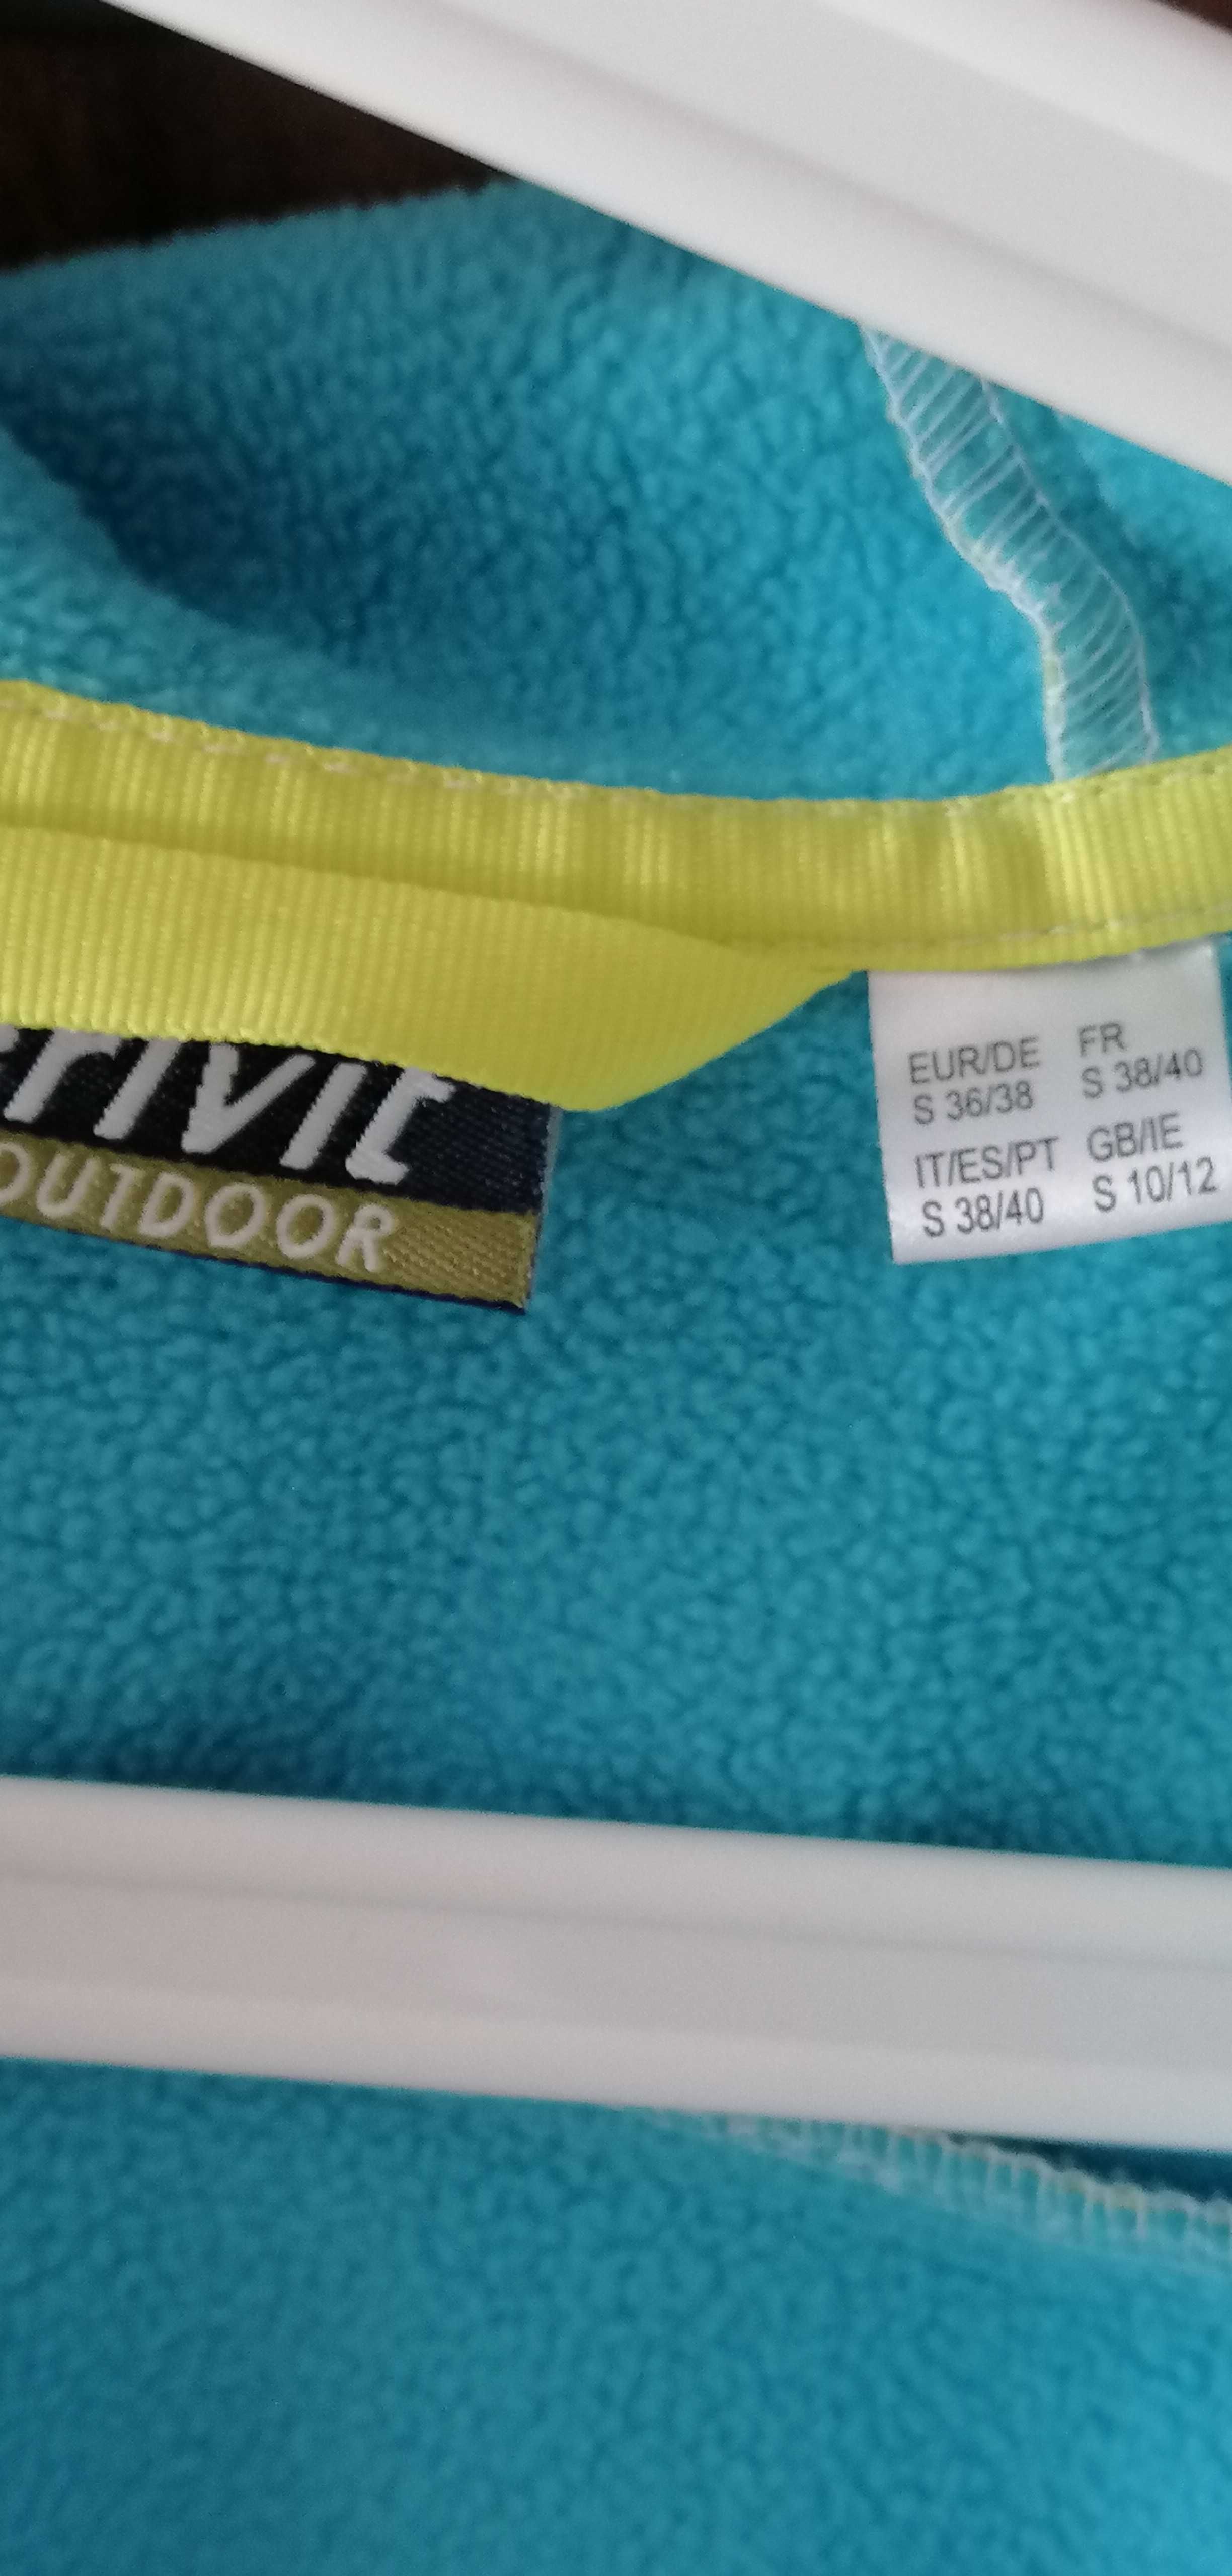 OUTDOOR
EUR/DE FR
S 36/38 S 38/40
IT/ES/PT GB/IE
S 38/40 S 10/12